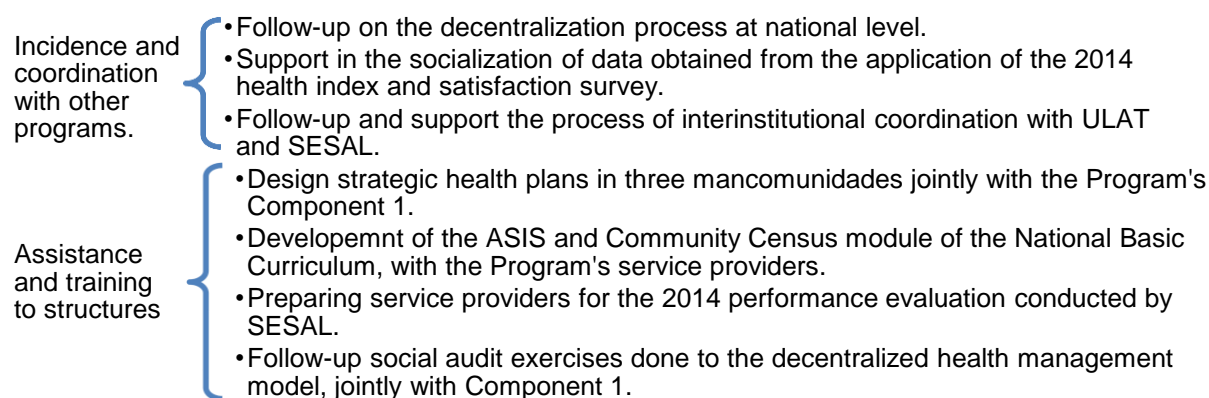 Incidence and
coordination
with other
programs.
•Follow-up on the decentralization process at national level.
•Support in the socialization of data obtained from the application of the 2014
health index and satisfaction survey.
•Follow-up and support the process of interinstitutional coordination with ULAT
and SESAL.
Assistance
and training
to structures
•Design strategic health plans in three mancomunidades jointly with the Program's
Component 1.
•Developemnt of the ASIS and Community Census module of the National Basic
Curriculum, with the Program's service providers.
•Preparing service providers for the 2014 performance evaluation conducted by
SESAL.
•Follow-up social audit exercises done to the decentralized health management
model, jointly with Component 1.